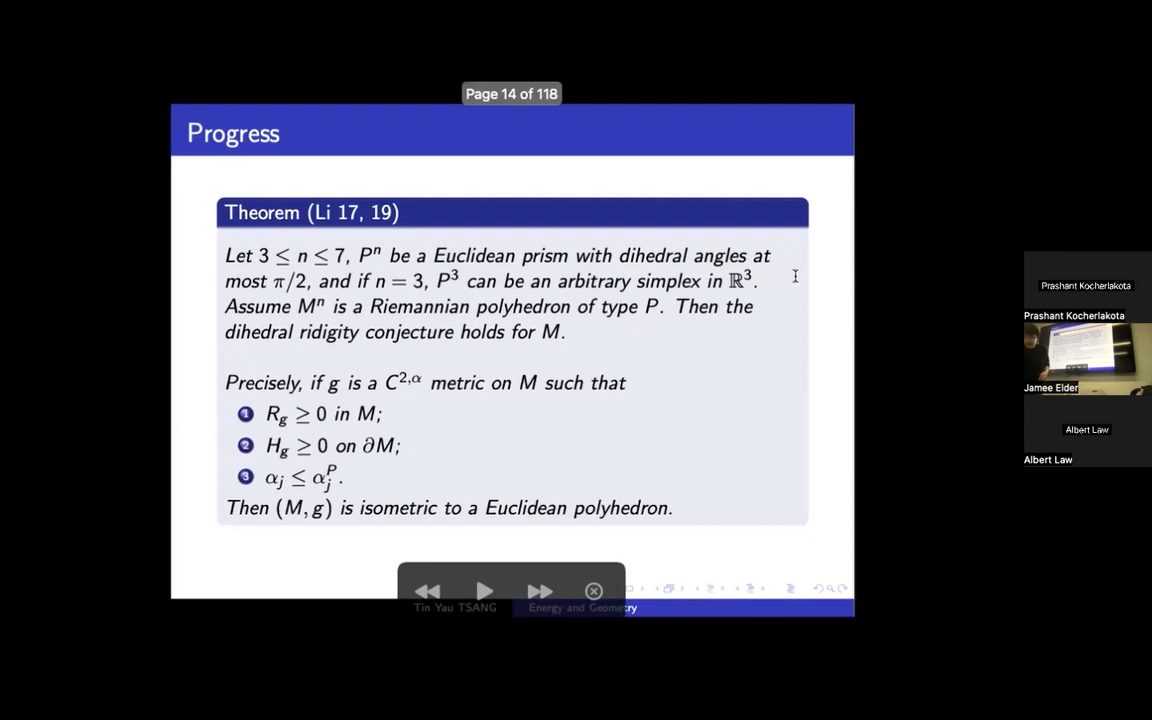 Page 14 of 118
Progress
Theorem (Li 17, 19)
Let 3 ≤ n ≤ 7, Pⁿ be a Euclidean prism with dihedral angles at
most π/2, and if n = 3, P³ can be an arbitrary simplex in ℝ³.
Assume Mⁿ is a Riemannian polyhedron of type P. Then the
dihedral ridigity conjecture holds for M.
Precisely, if g is a C^{2,α} metric on M such that
1 R_g ≥ 0 in M;
2 H_g ≥ 0 on ∂M;
3 α_j ≤ α_j^P.
Then (M, g) is isometric to a Euclidean polyhedron.
Tin Yau TSANG Energy and Geometry
Prashant Kocherlakota
Prashant Kocherlakota
Jamee Elder
Albert Law
Albert Law